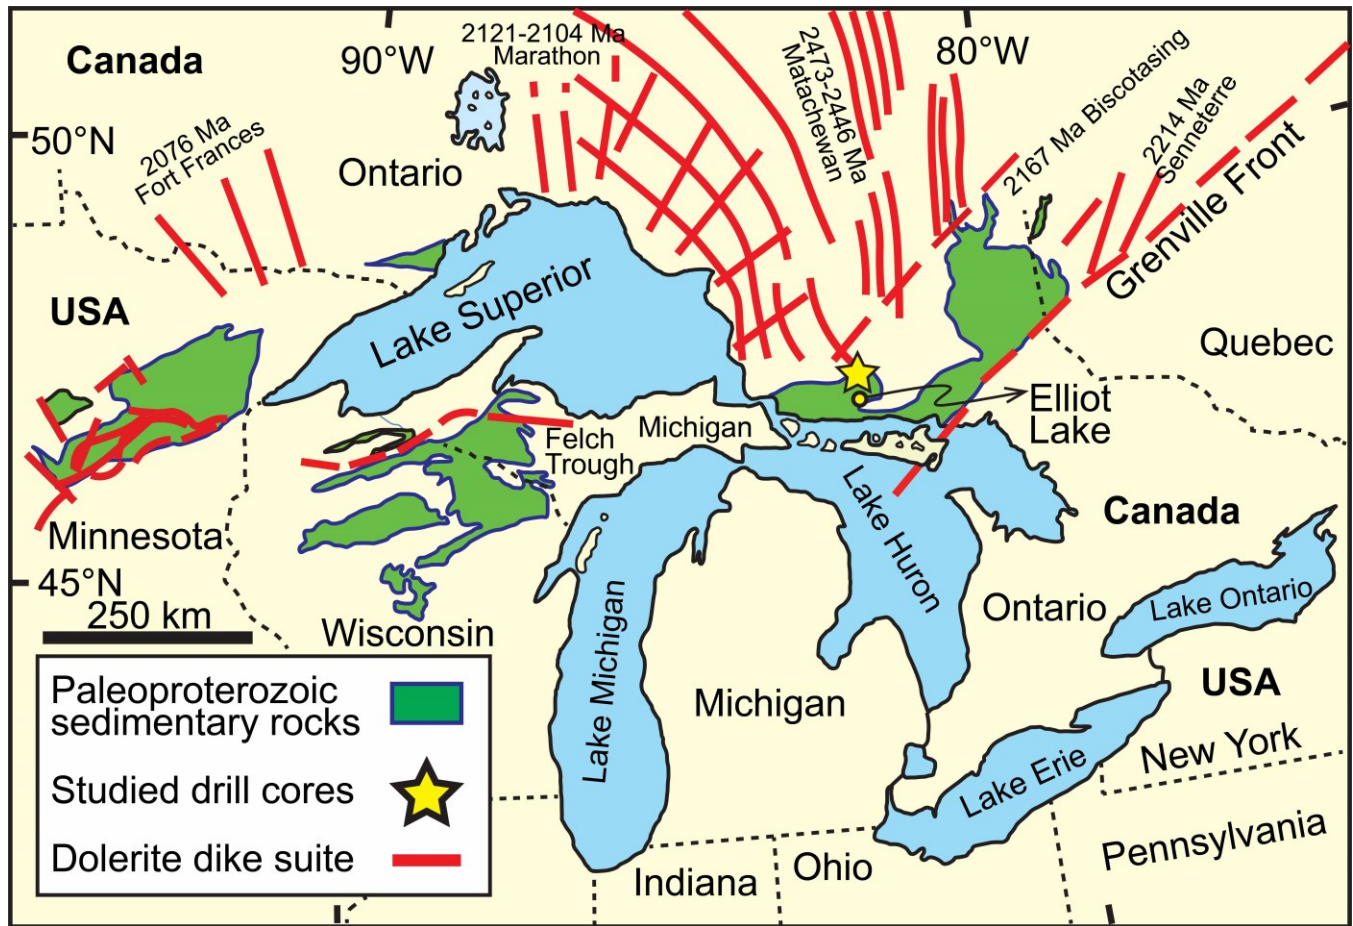 Canada
90°W
2121-2104 Ma
Marathon
2473-2446 Ma
Matachewan
80°W
2167 Ma Biscotasing
2214 Ma
Senneterre
Grenville Front
50°N
2076 Ma
Fort Frances
Ontario
USA
Lake Superior
Quebec
Elliot
Lake
Michigan
Felch
Trough
Minnesota
Lake Huron
Canada
45°N
250 km
Wisconsin
Lake Michigan
Michigan
Ontario
Lake Ontario
USA
New York
Lake Erie
Pennsylvania
Indiana
Ohio
Paleoproterozoic
sedimentary rocks
Studied drill cores
Dolerite dike suite